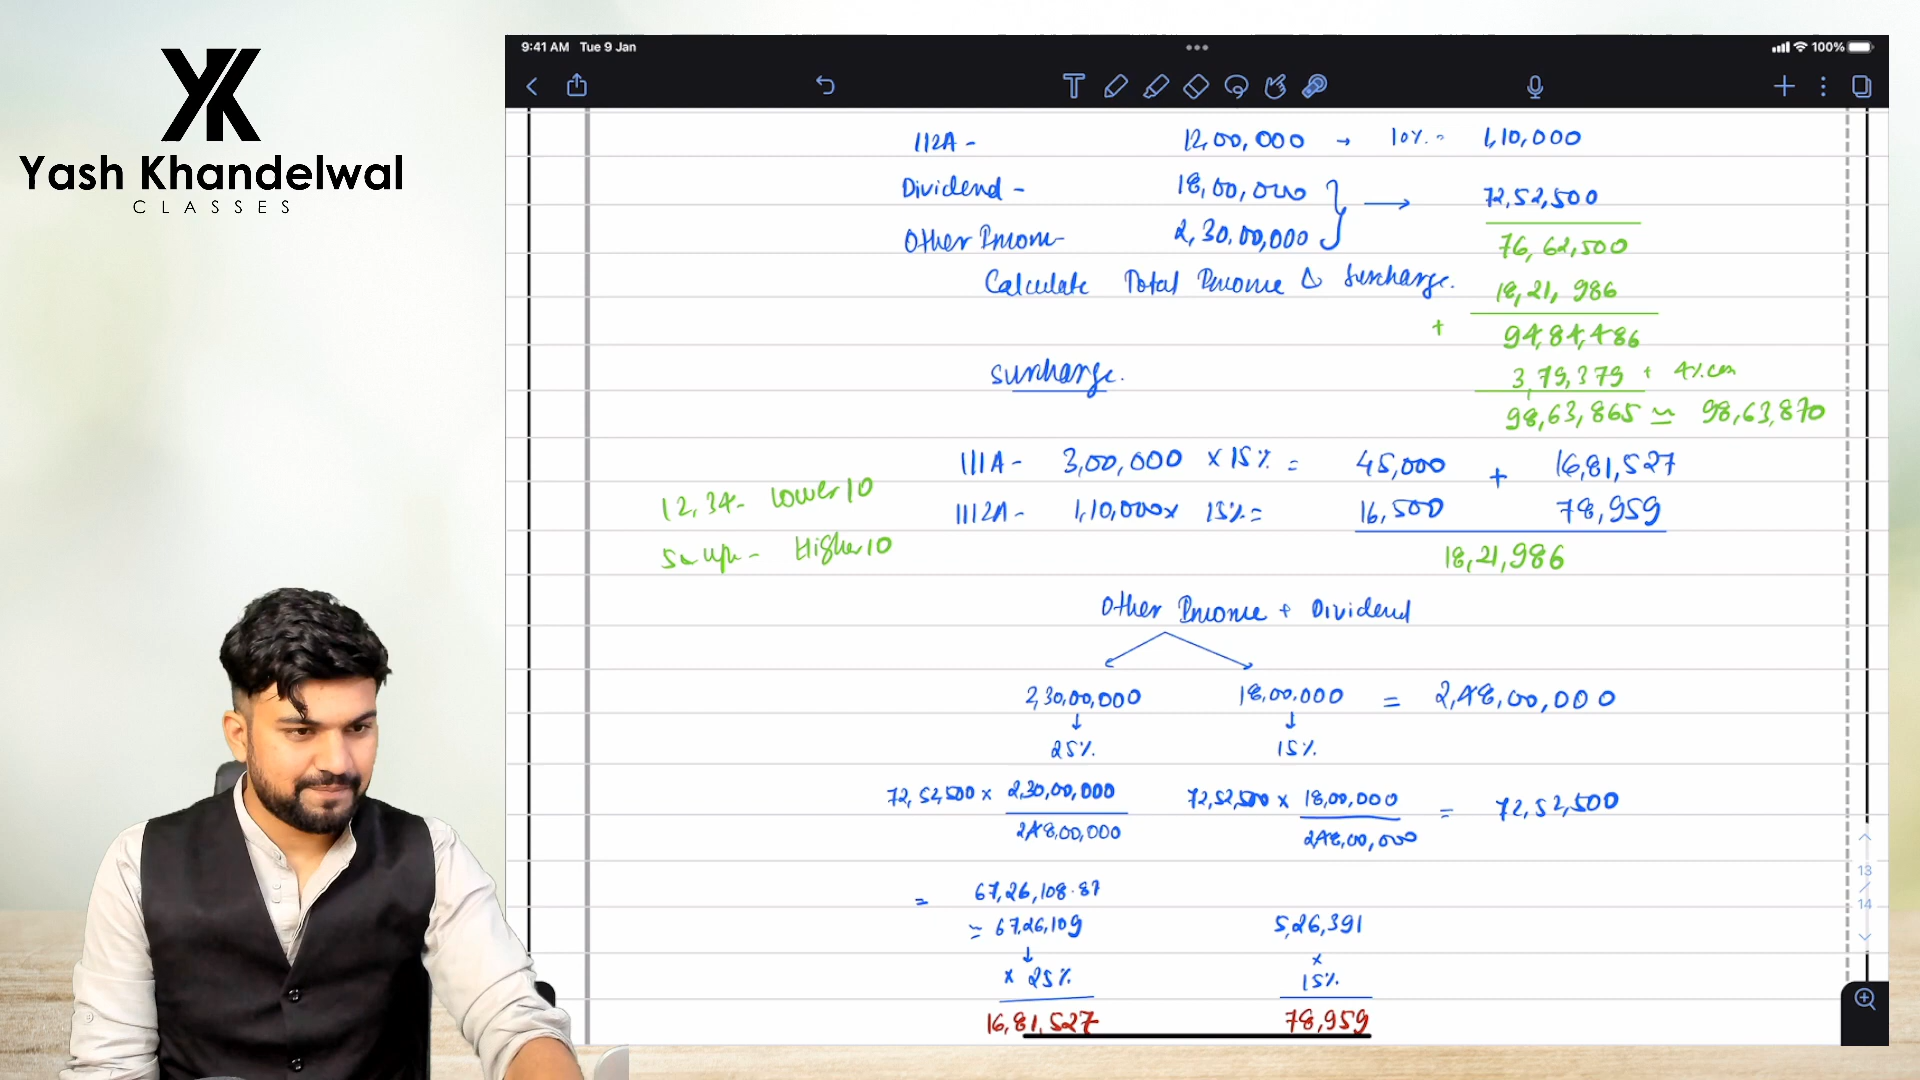 YK
Yash Khandelwal
CLASSES
9:41 AM Tue 9 Jan
100%
112A - 12,00,000 → 10% = 1,10,000
Dividend - 18,00,000 → 72,52,500
Other Income - 2,30,00,000
76,62,500
Calculate Total Income & Surcharge.
18,21,986
+ 94,84,486
surcharge.
3,79,379 + 4% cess
98,63,865 ≃ 98,63,870
111A - 3,00,000 × 15% = 45,000 + 16,81,527
12,34 - Lower 10
1112A - 1,10,000 × 15% = 16,500 78,959
Higher 10
18,21,986
Other Income + Dividend
2,30,00,000 18,00,000 = 2,48,00,000
↓ ↓
25% 15%
72,52,500 × 2,30,00,000 72,52,500 × 18,00,000 = 72,52,500
2,48,00,000 2,48,00,000
= 67,26,108.87
≃ 67,26,109 5,26,391
↓ ×
× 25% 15%
16,81,527 78,959
13
/
14